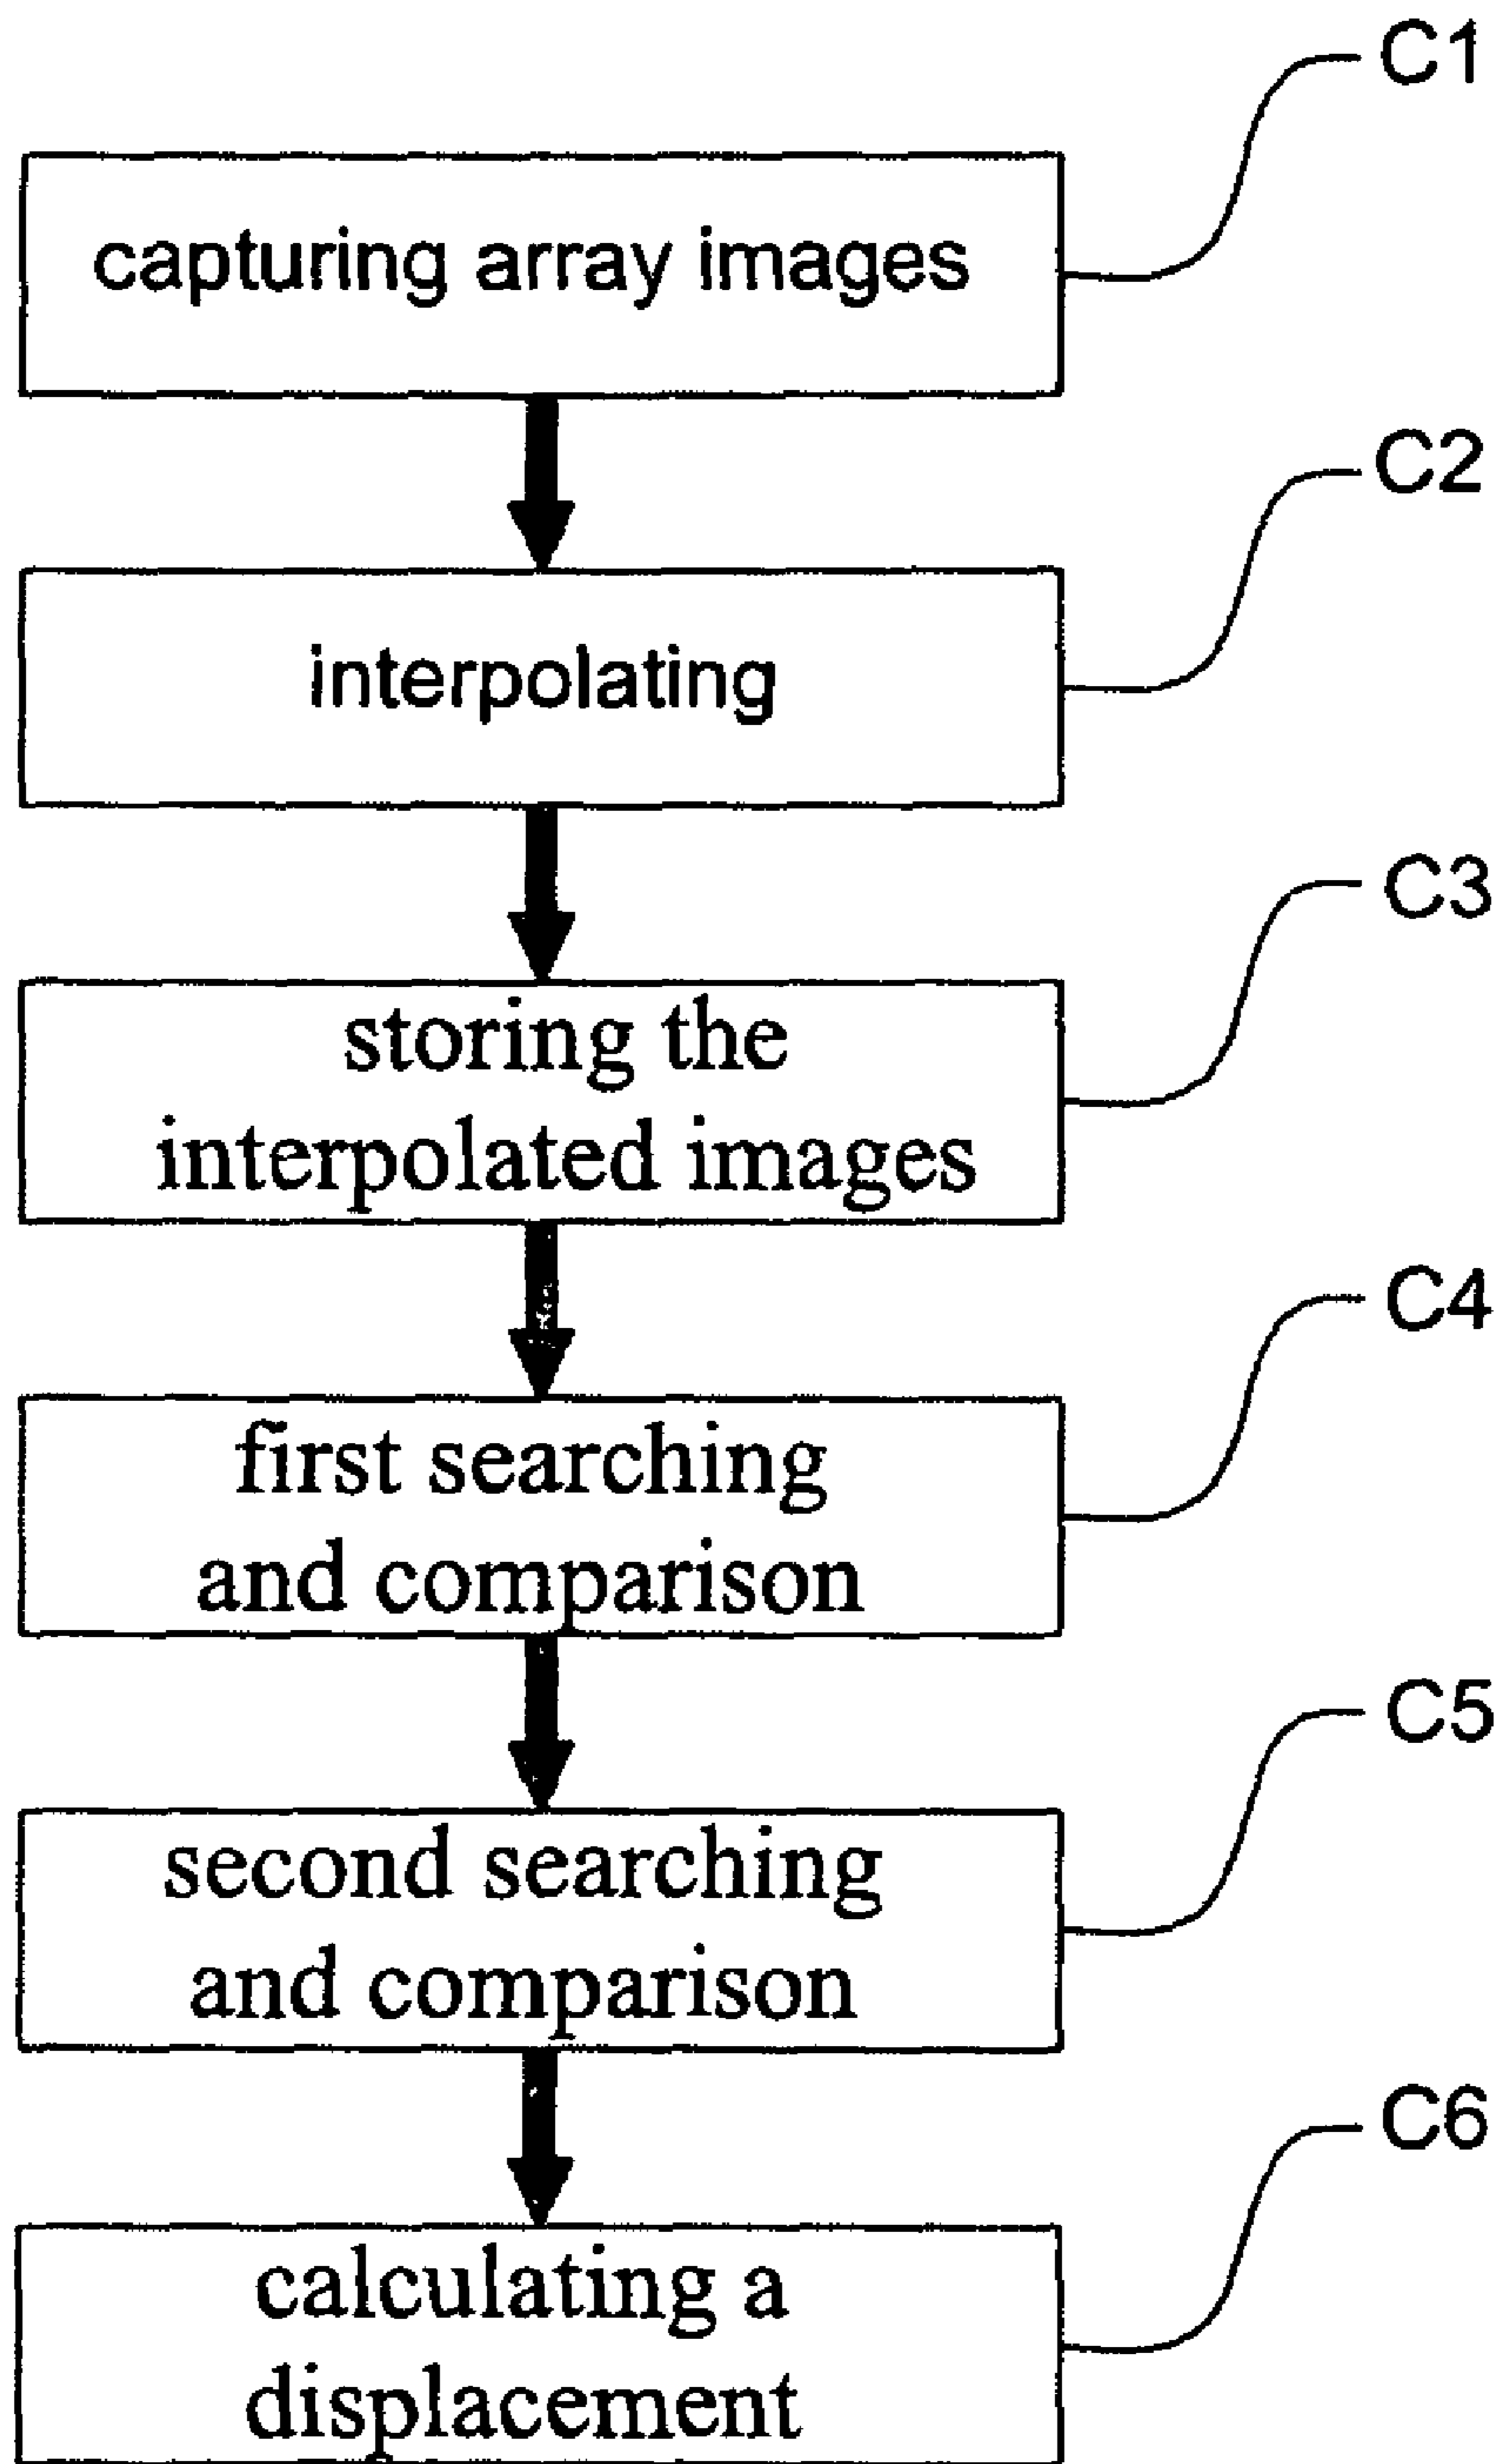 C1
capturing array images
C2
interpolating
C3
storing the
interpolated images
C4
first searching
and comparison
C5
second searching
and comparison
C6
calculating a
displacement